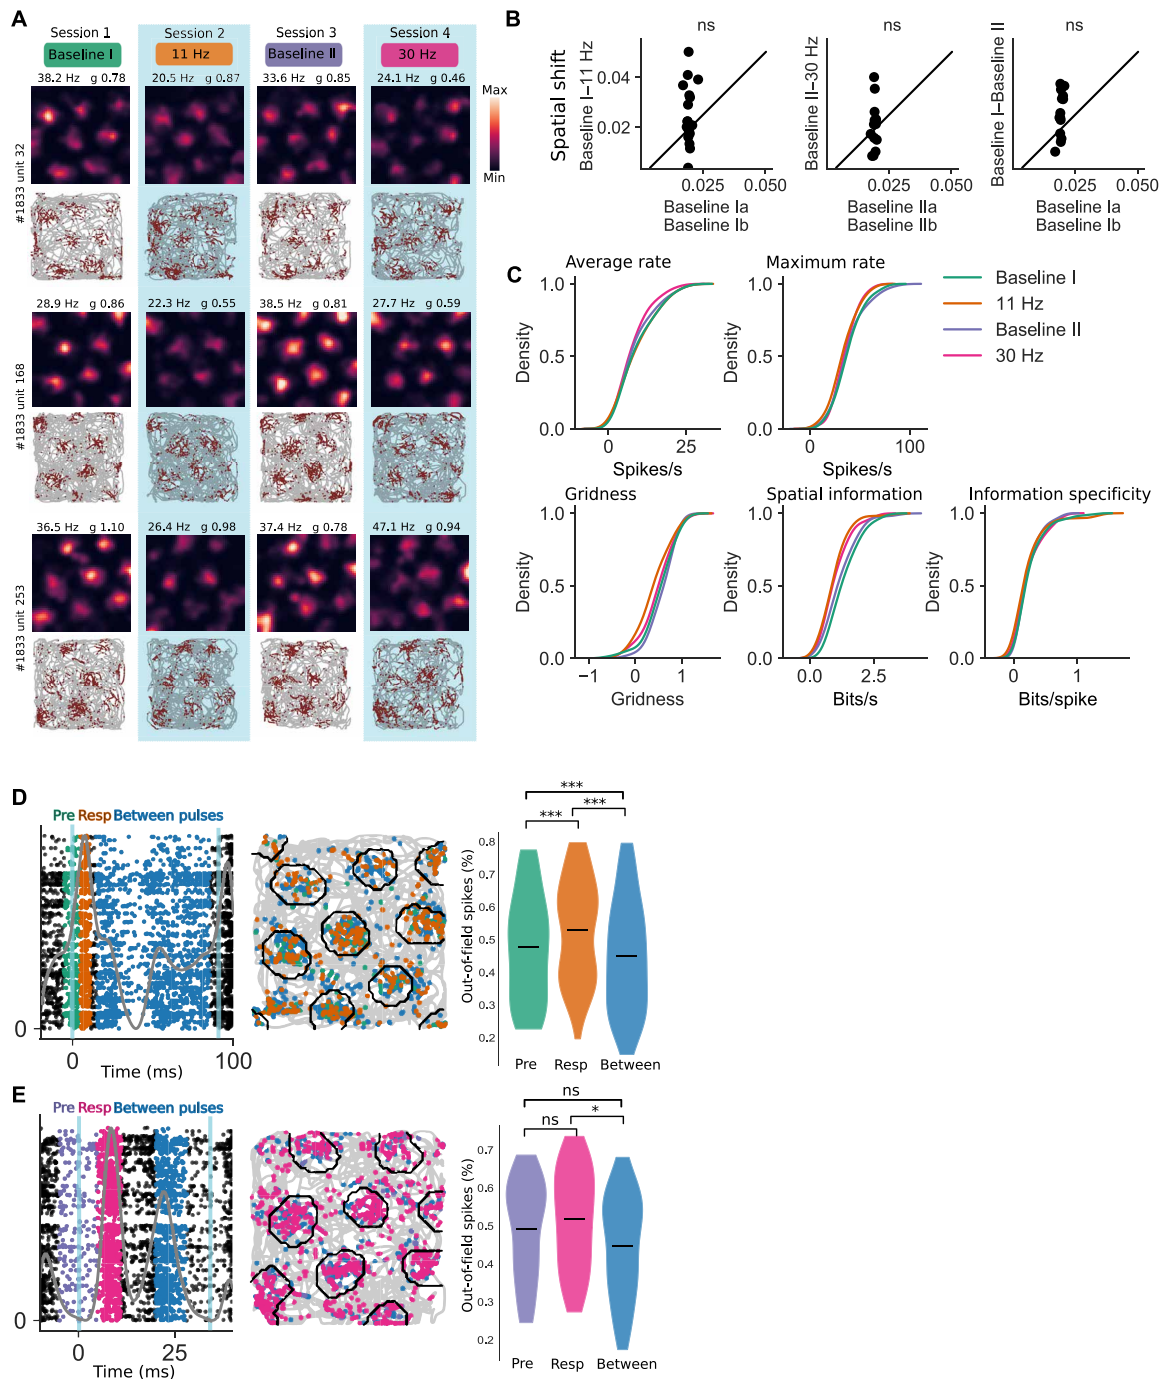 A
Session 1
Session 2
Session 3
Session 4
Baseline I
11 Hz
Baseline II
30 Hz
38.2 Hz g 0.78
20.5 Hz g 0.87
33.6 Hz g 0.85
24.1 Hz g 0.46
Max
Min
#1833 unit 32
28.9 Hz g 0.86
22.3 Hz g 0.55
38.5 Hz g 0.81
27.7 Hz g 0.59
#1833 unit 168
36.5 Hz g 1.10
26.4 Hz g 0.98
37.4 Hz g 0.78
47.1 Hz g 0.94
#1833 unit 253
B
ns
ns
ns
Spatial shift
Baseline I–11 Hz
0.04
0.02
0.025 0.050
Baseline Ia
Baseline Ib
Baseline II–30 Hz
0.025 0.050
Baseline IIa
IIb
Baseline I–Baseline II
0.025 0.050
Baseline Ia
Baseline Ib
C
Average rate
Density
1.0
0.5
0.0
0 25
Spikes/s
Maximum rate
Density
1.0
0.5
0.0
0 50 100
Spikes/s
Baseline I
11 Hz
Baseline II
30 Hz
Gridness
Density
1.0
0.5
0.0
−1 0 1
Gridness
Spatial information
Density
1.0
0.5
0.0
0.0 2.5
Bits/s
Information specificity
Density
1.0
0.5
0.0
0 1
Bits/spike
D
Pre Resp Between pulses
0
0 100
Time (ms)
***
*** ***
Out-of-field spikes (%)
0.8
0.7
0.6
0.5
0.4
0.3
0.2
Pre Resp Between
E
Pre Resp Between pulses
0
0 25
Time (ms)
ns
ns *
Out-of-field spikes (%)
0.7
0.6
0.5
0.4
0.3
0.2
Pre Resp Between